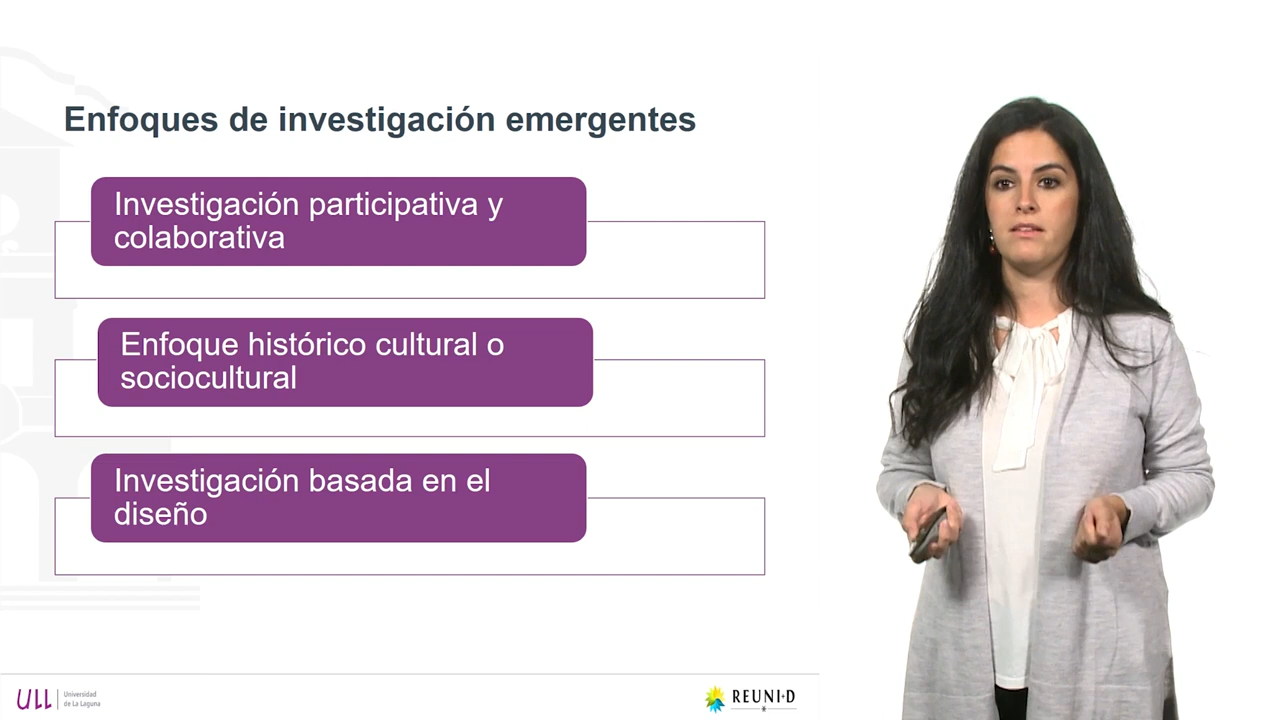 Enfoques de investigación emergentes
Investigación participativa y
colaborativa
Enfoque histórico cultural o
sociocultural
Investigación basada en el
diseño
ULL
Universidad
de La Laguna
REUNI+D